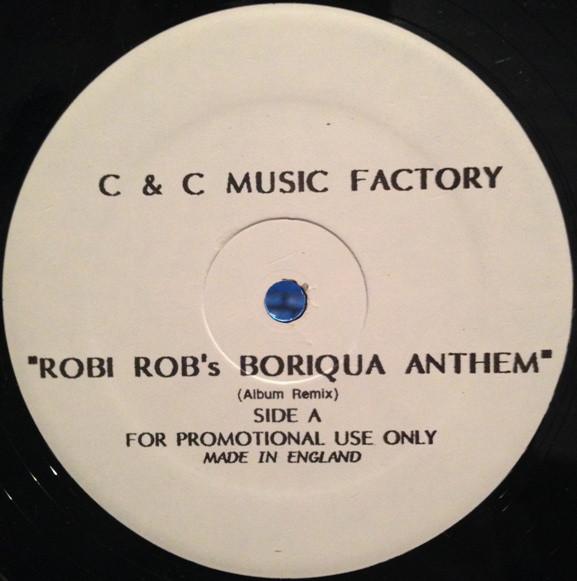 C & C MUSIC FACTORY
"ROBI ROB's BORIQUA ANTHEM"
(Album Remix)
SIDE A
FOR PROMOTIONAL USE ONLY
MADE IN ENGLAND